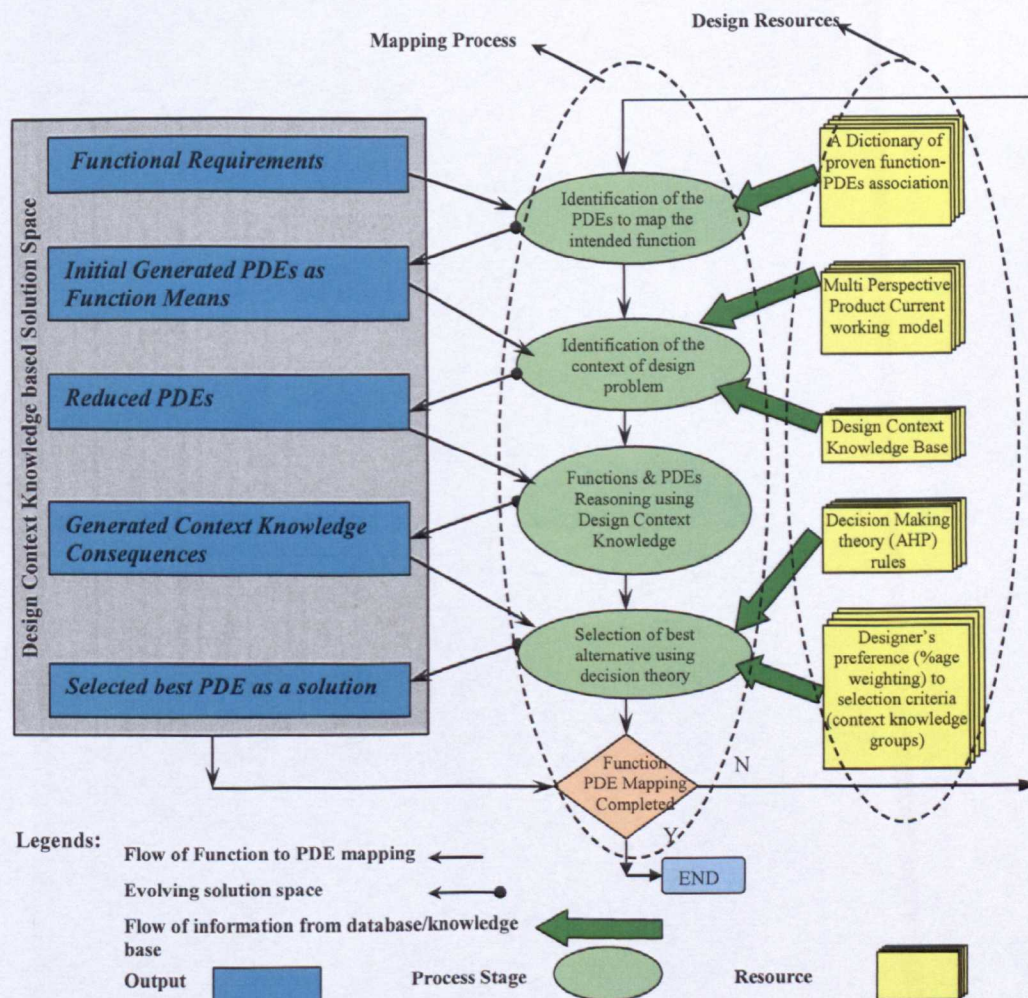 Design Resources
Mapping Process
Design Context Knowledge based Solution Space
Functional Requirements
Initial Generated PDEs as
Function Means
Reduced PDEs
Generated Context Knowledge
Consequences
Selected best PDE as a solution
Identification of the
PDEs to map the
intended function
Identification of the
context of design
problem
Functions & PDEs
Reasoning using
Design Context
Knowledge
Selection of best
alternative using
decision theory
Function
PDE Mapping
Completed
N
Y
END
A Dictionary of
proven function-
PDEs association
Multi Perspective
Product Current
working model
Design Context
Knowledge Base
Decision Making
theory (AHP)
rules
Designer's
preference (%age
weighting) to
selection criteria
(context knowledge
groups)
Legends:
Flow of Function to PDE mapping
Evolving solution space
Flow of information from database/knowledge
base
Output
Process Stage
Resource